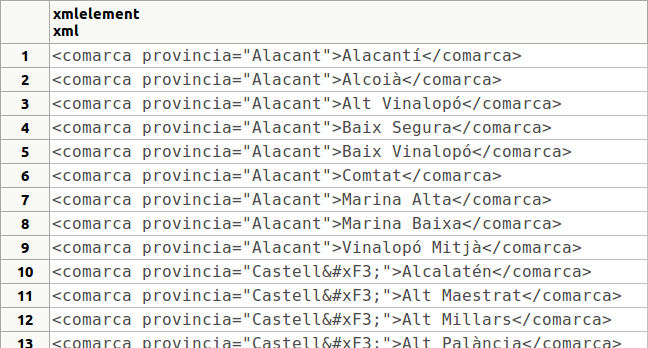 xmlelement
xml
1 <comarca provincia="Alacant">Alacantí</comarca>
2 <comarca provincia="Alacant">Alcoià</comarca>
3 <comarca provincia="Alacant">Alt Vinalopó</comarca>
4 <comarca provincia="Alacant">Baix Segura</comarca>
5 <comarca provincia="Alacant">Baix Vinalopó</comarca>
6 <comarca provincia="Alacant">Comtat</comarca>
7 <comarca provincia="Alacant">Marina Alta</comarca>
8 <comarca provincia="Alacant">Marina Baixa</comarca>
9 <comarca provincia="Alacant">Vinalopó Mitjà</comarca>
10 <comarca provincia="Castell&#xF3;">Alcalatén</comarca>
11 <comarca provincia="Castell&#xF3;">Alt Maestrat</comarca>
12 <comarca provincia="Castell&#xF3;">Alt Millars</comarca>
13 <comarca provincia="Castell&#xF3;">Alt Palància</comarca>